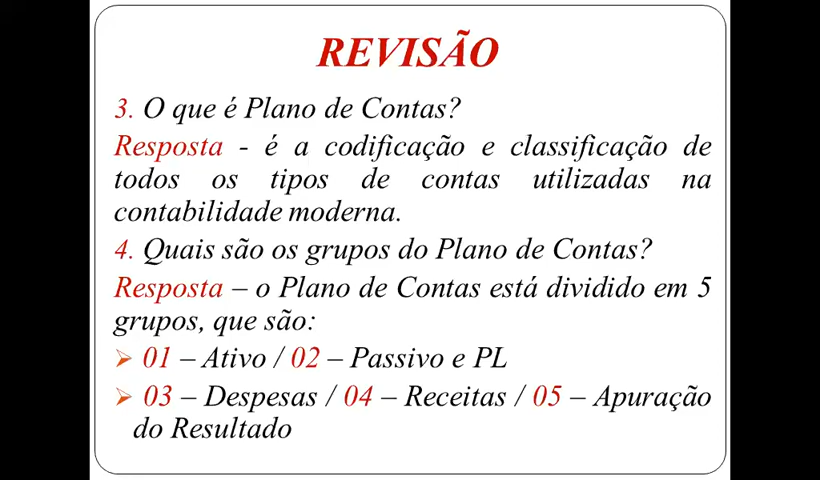 REVISÃO
3. O que é Plano de Contas?
Resposta - é a codificação e classificação de
todos os tipos de contas utilizadas na
contabilidade moderna.
4. Quais são os grupos do Plano de Contas?
Resposta – o Plano de Contas está dividido em 5
grupos, que são:
➢ 01 – Ativo / 02 – Passivo e PL
➢ 03 – Despesas / 04 – Receitas / 05 – Apuração
do Resultado